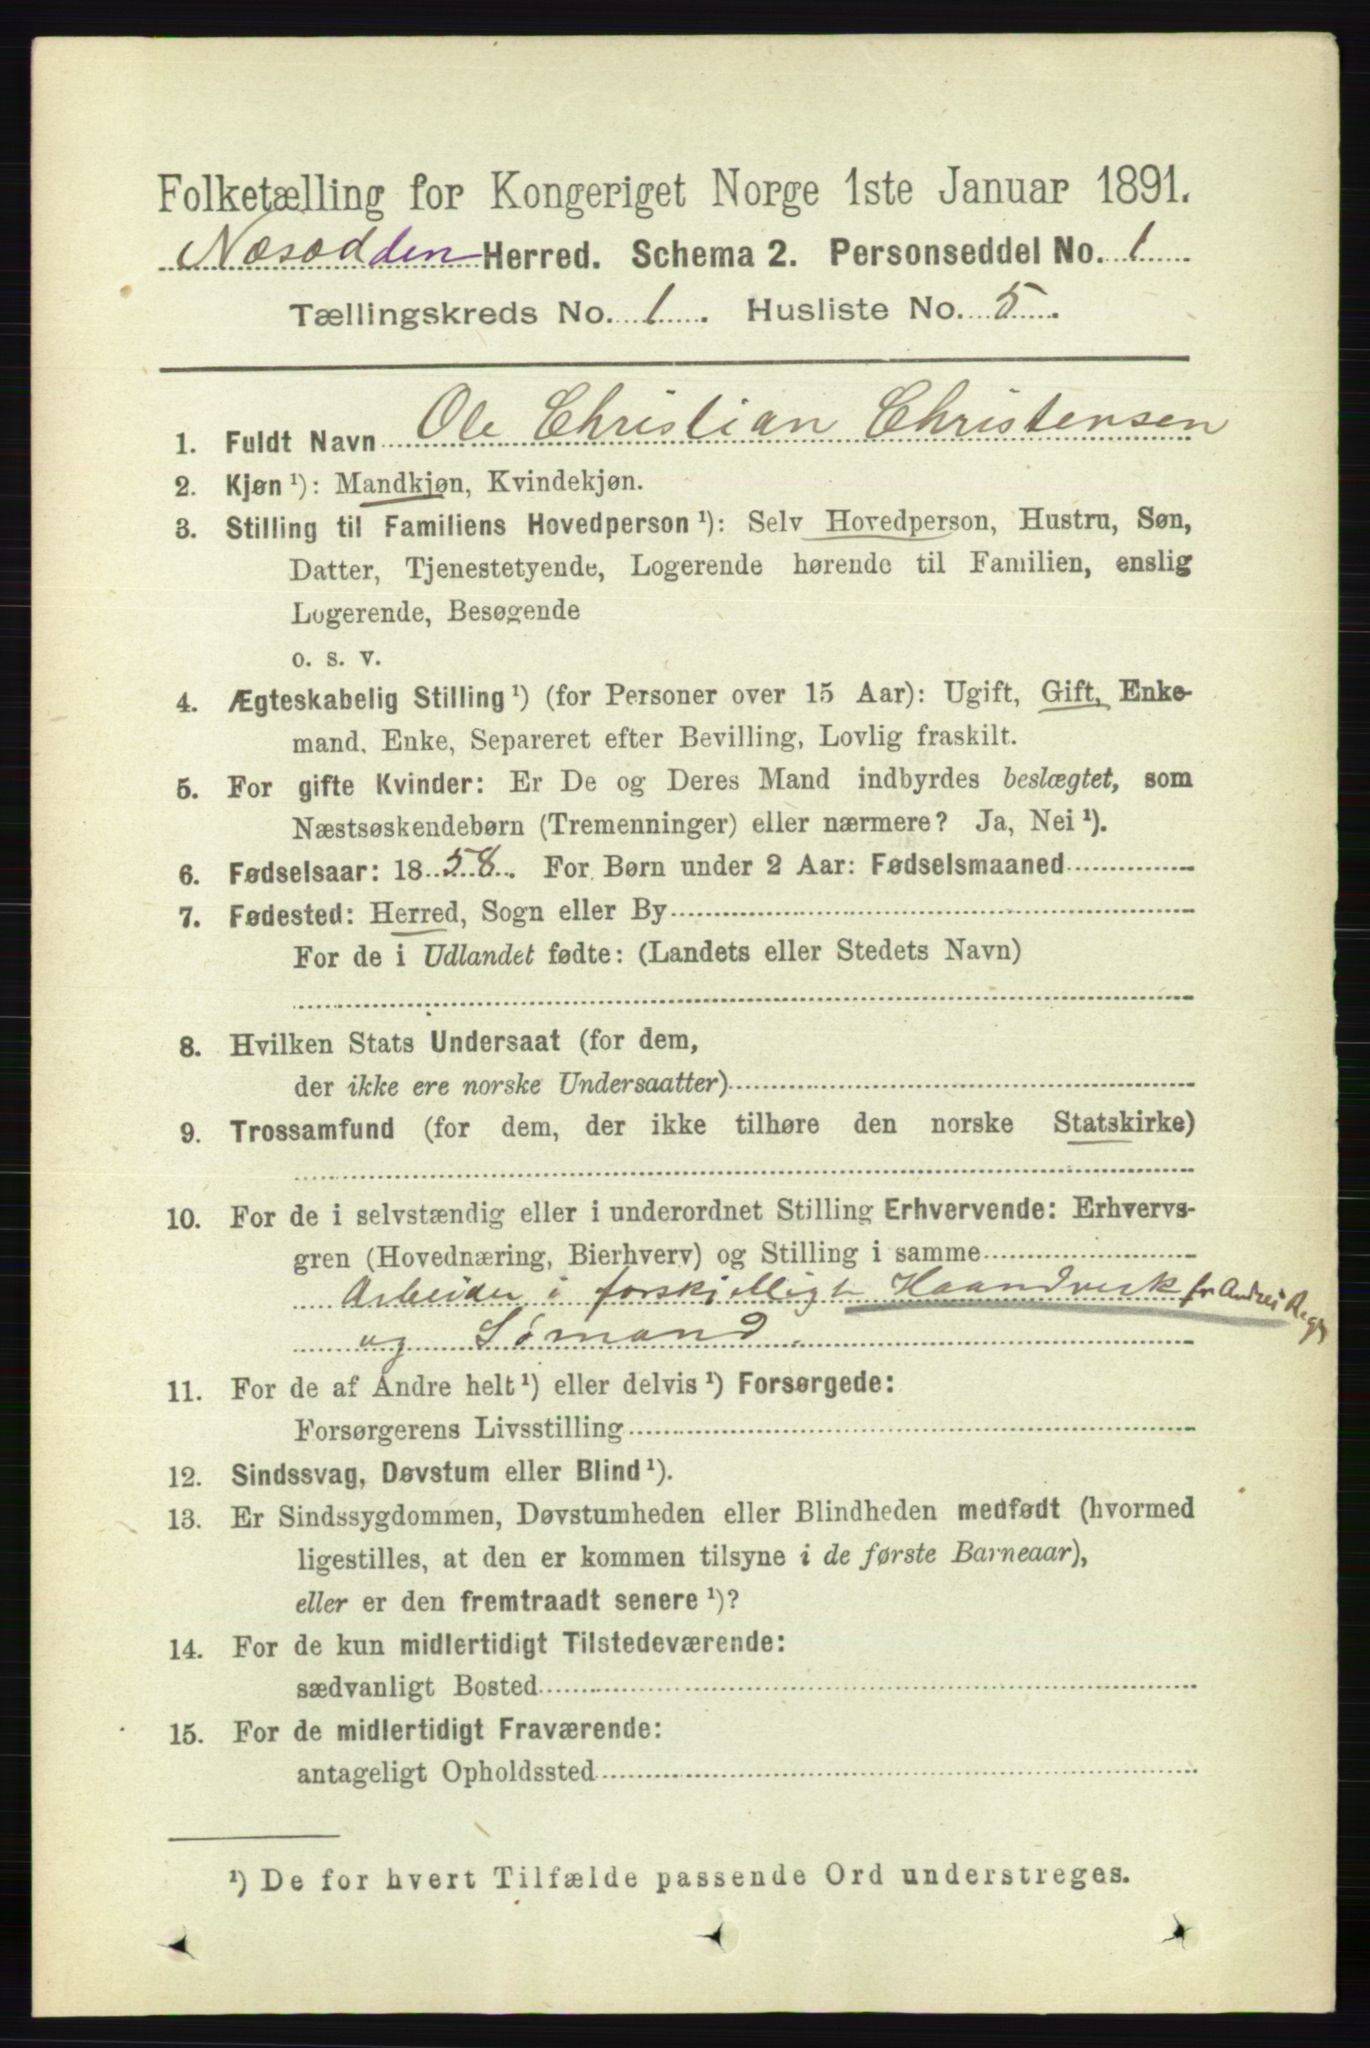 Folketælling for Kongeriget Norge 1ste Januar 1891.
Næsodden Herred. Schema 2. Personseddel No. 1
Tællingskreds No. 1. Husliste No. 5.
1. Fuldt Navn Ole Christian Christensen
2. Kjøn ¹): Mandkjøn, Kvindekjøn.
3. Stilling til Familiens Hovedperson ¹): Selv Hovedperson, Hustru, Søn,
Datter, Tjenestetyende, Logerende hørende til Familien, enslig
Logerende, Besøgende
o. s. v.
4. Ægteskabelig Stilling ¹) (for Personer over 15 Aar): Ugift, Gift, Enke-
mand, Enke, Separeret efter Bevilling, Lovlig fraskilt.
5. For gifte Kvinder: Er De og Deres Mand indbyrdes beslægtet, som
Næstsøskendebørn (Tremenninger) eller nærmere? Ja, Nei ¹).
6. Fødselsaar: 1858. For Børn under 2 Aar: Fødselsmaaned
7. Fødested: Herred, Sogn eller By
For de i Udlandet fødte: (Landets eller Stedets Navn)
8. Hvilken Stats Undersaat (for dem,
der ikke ere norske Undersaatter)
9. Trossamfund (for dem, der ikke tilhøre den norske Statskirke)
10. For de i selvstændig eller i underordnet Stilling Erhvervende: Erhvervs-
gren (Hovednæring, Bierhverv) og Stilling i samme
Arbeider i forskjelligt Haandverk for
og Sømand.
11. For de af Andre helt ¹) eller delvis ¹) Forsørgede:
Forsørgerens Livsstilling
12. Sindssvag, Døvstum eller Blind ¹).
13. Er Sindssygdommen, Døvstumheden eller Blindheden medfødt (hvormed
ligestilles, at den er kommen tilsyne i de første Barneaar),
eller er den fremtraadt senere ¹)?
14. For de kun midlertidigt Tilstedeværende:
sædvanligt Bosted
15. For de midlertidigt Fraværende:
antageligt Opholdssted
¹) De for hvert Tilfælde passende Ord understreges.